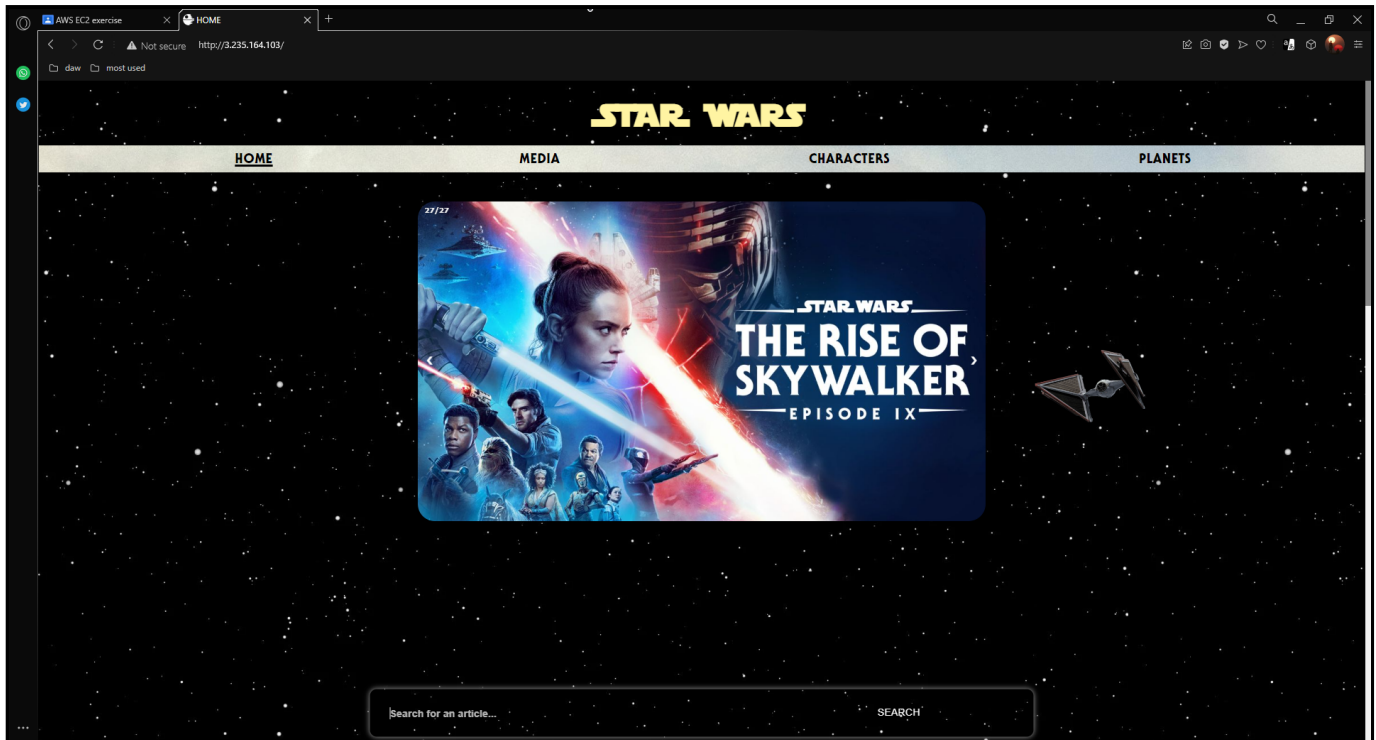 AWS EC2 exercise
HOME
Not secure http://3.235.164.103/
daw most used
STAR WARS
HOME MEDIA CHARACTERS PLANETS
27/27
STAR WARS
THE RISE OF
SKYWALKER
EPISODE IX
Search for an article... SEARCH